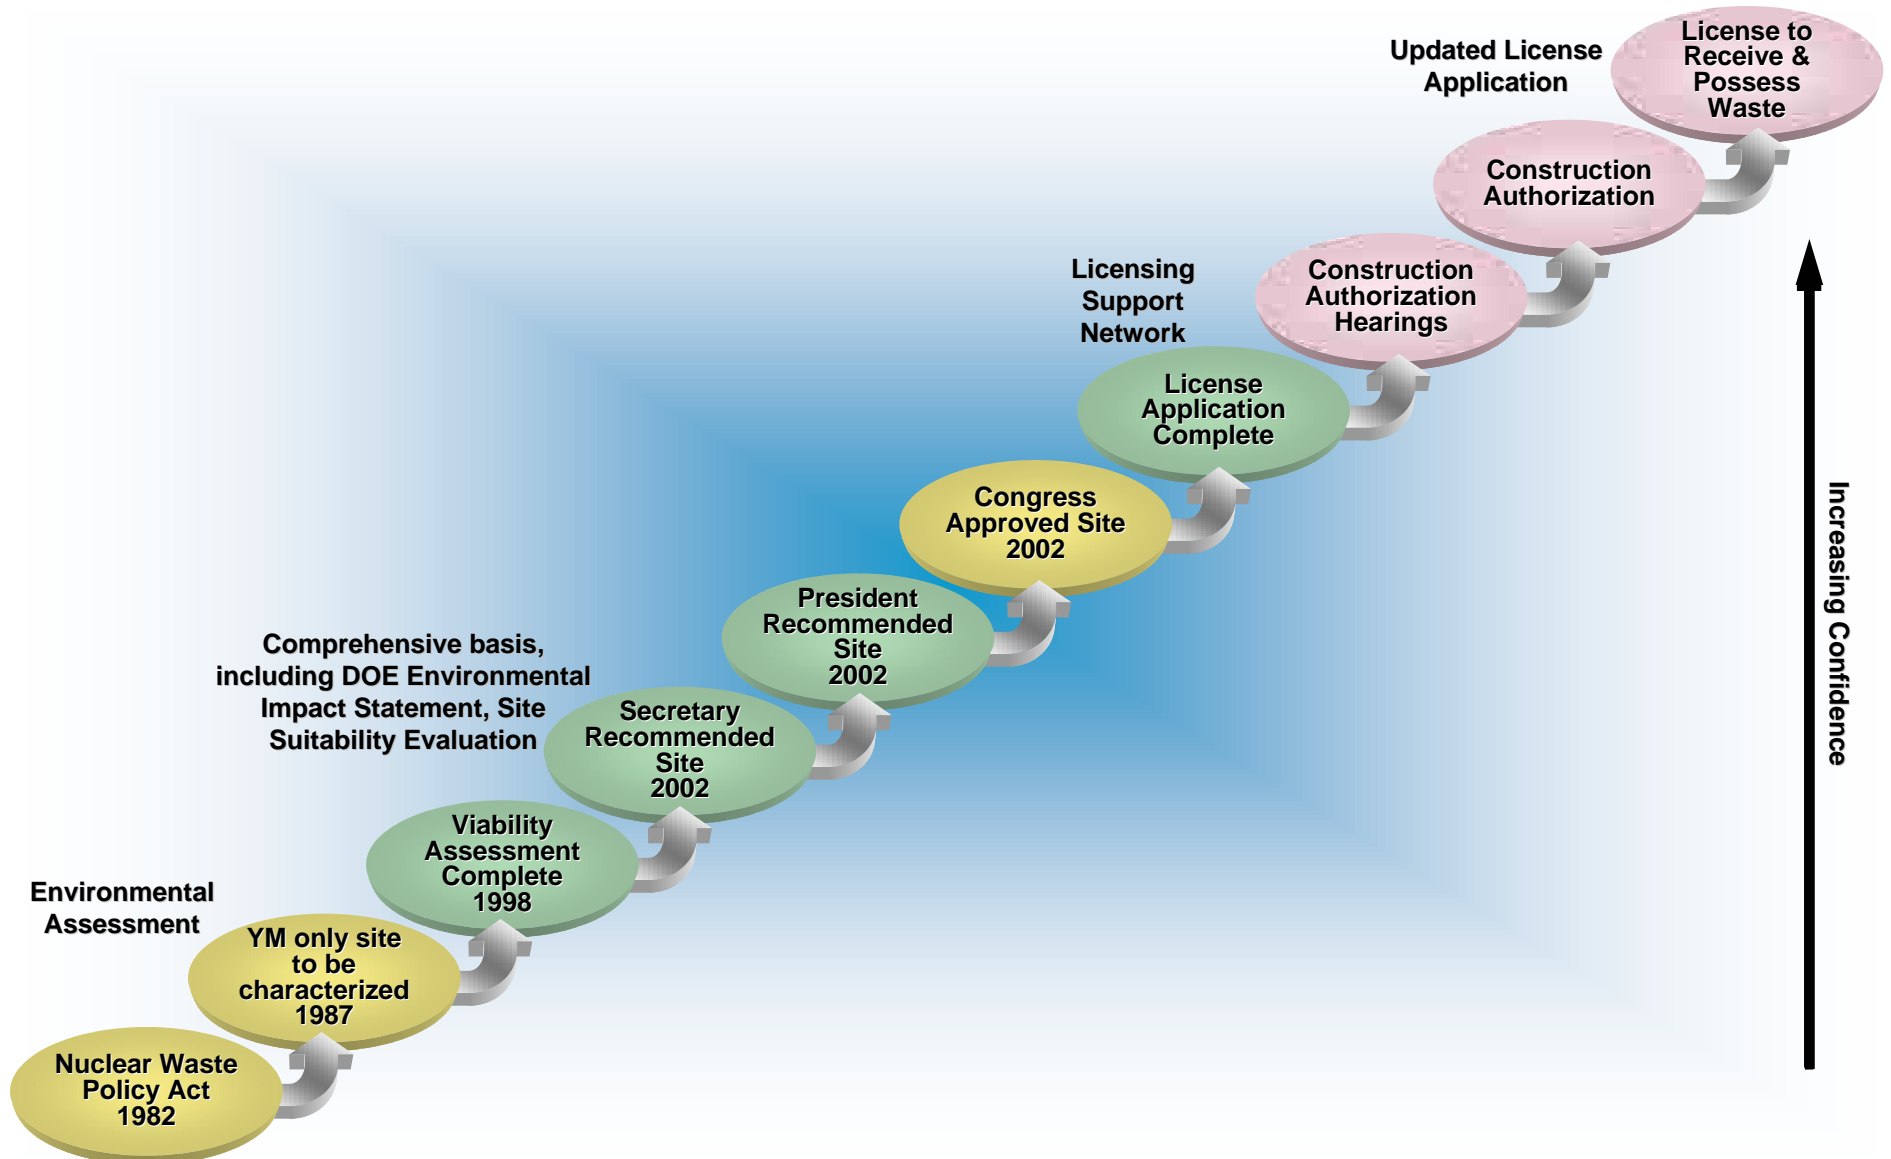 Updated License
Application
License to
Receive &
Possess
Waste
Construction
Authorization
Licensing
Support
Network
Construction
Authorization
Hearings
License
Application
Complete
Congress
Approved Site
2002
President
Recommended
Site
2002
Comprehensive basis,
including DOE Environmental
Impact Statement, Site
Suitability Evaluation
Secretary
Recommended
Site
2002
Viability
Assessment
Complete
1998
Environmental
Assessment
YM only site
to be
characterized
1987
Nuclear Waste
Policy Act
1982
Increasing Confidence